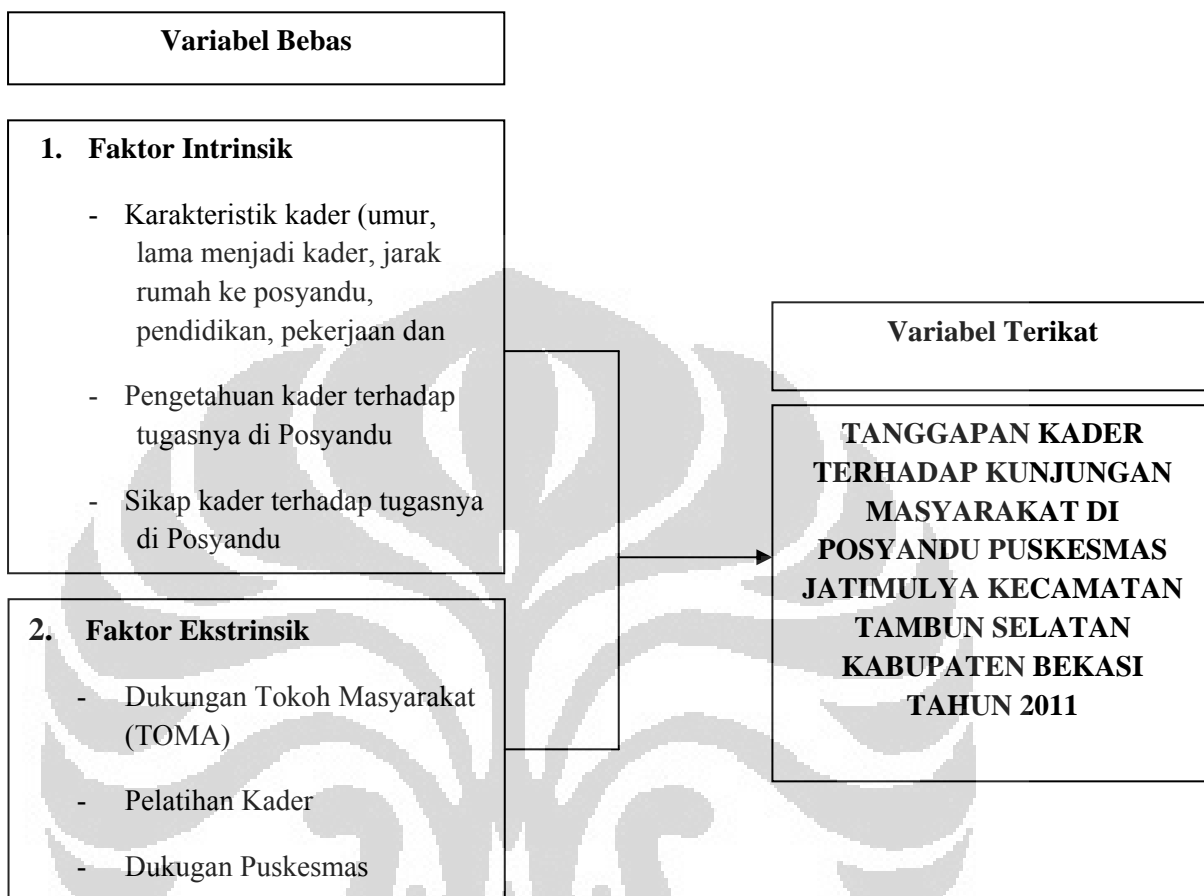 Variabel Bebas
1. Faktor Intrinsik
- Karakteristik kader (umur,
lama menjadi kader, jarak
rumah ke posyandu,
pendidikan, pekerjaan dan
- Pengetahuan kader terhadap
tugasnya di Posyandu
- Sikap kader terhadap tugasnya
di Posyandu
2. Faktor Ekstrinsik
- Dukungan Tokoh Masyarakat
(TOMA)
- Pelatihan Kader
- Dukugan Puskesmas
Variabel Terikat
TANGGAPAN KADER
TERHADAP KUNJUNGAN
MASYARAKAT DI
POSYANDU PUSKESMAS
JATIMULYA KECAMATAN
TAMBUN SELATAN
KABUPATEN BEKASI
TAHUN 2011